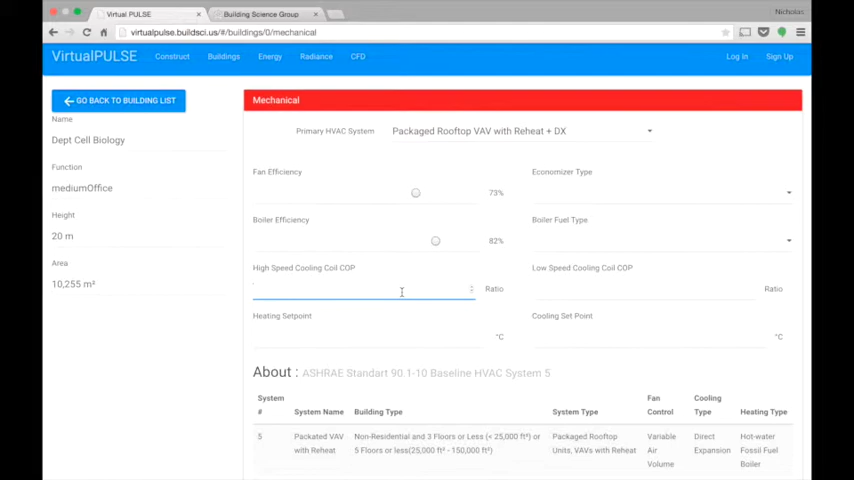 Virtual PULSE
Building Science Group
Nicholas
virtualpulse.buildsci.us/#/buildings/0/mechanical
VirtualPULSE Construct Buildings Energy Radiance CFD Log In Sign Up
GO BACK TO BUILDING LIST
Name
Dept Cell Biology
Function
mediumOffice
Height
20 m
Area
10,255 m²
Mechanical
Primary HVAC System Packaged Rooftop VAV with Reheat + DX
Fan Efficiency
73%
Economizer Type
Boiler Efficiency
82%
Boiler Fuel Type
High Speed Cooling Coil COP
Ratio
Low Speed Cooling Coil COP
Ratio
Heating Setpoint
°C
Cooling Set Point
°C
About : ASHRAE Standart 90.1-10 Baseline HVAC System 5
System # System Name Building Type System Type Fan Control Cooling Type Heating Type
5 Packated VAV with Reheat Non-Residential and 3 Floors or Less (< 25,000 ft²) or 5 Floors or less(25,000 ft² - 150,000 ft²) Packaged Rooftop Units, VAVs with Reheat Variable Air Volume Direct Expansion Hot-water Fossil Fuel Boiler